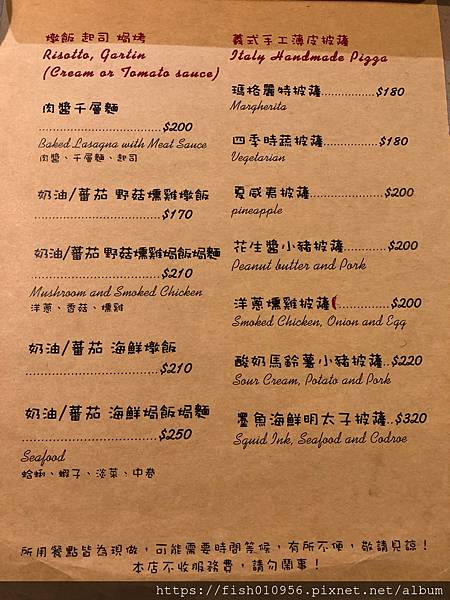 燉飯 起司 焗烤
Risotto, Gartin
(Cream or Tomato sauce)
肉醬千層麵
.........................$200
Baked Lasagna with Meat Sauce
肉醬、千層麵、起司
奶油/蕃茄 野菇燻雞燉飯
.........................$170
奶油/蕃茄 野菇燻雞焗飯焗麵
.........................$210
Mushroom and Smoked Chicken
洋蔥、香菇、燻雞
奶油/蕃茄 海鮮燉飯
.........................$210
奶油/蕃茄 海鮮焗飯焗麵
.........................$250
Seafood
蛤蜊、蝦子、淡菜、中卷
義式手工薄皮披薩
Italy Handmade Pizza
瑪格麗特披薩...............$180
Margherita
四季時蔬披薩...............$180
Vegetarian
夏威夷披薩....................$200
pineapple
花生醬小豬披薩............$200
Peanut butter and Pork
洋蔥燻雞披薩(..............$200
Smoked Chicken, Onion and Egg
酸奶馬鈴薯小豬披薩..$220
Sour Cream, Potato and Pork
墨魚海鮮明太子披薩..$320
Squid Ink, Seafood and Codroe
所用餐點皆為現做，可能需要時間等候，有所不便，敬請見諒！
本店不收服務費，請勿鬧事！
https://fish010956.pixnet.net/album